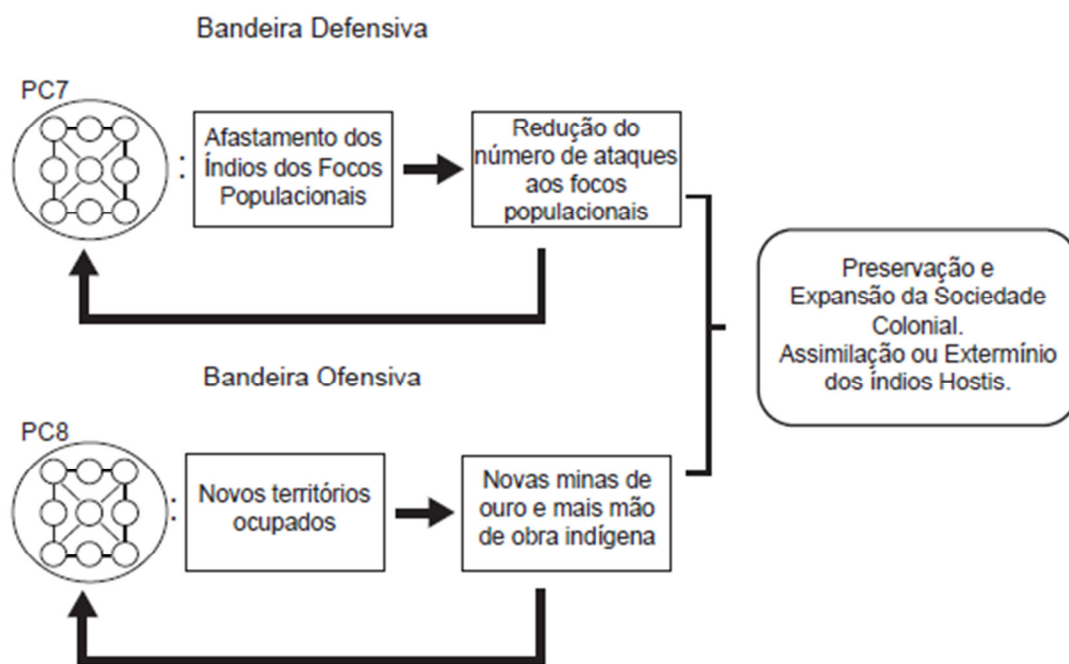 Bandeira Defensiva
PC7
:
Afastamento dos
Índios dos Focos
Populacionais
Redução do
número de ataques
aos focos
populacionais
Preservação e
Expansão da Sociedade
Colonial.
Assimilação ou Extermínio
dos Índios Hostis.
Bandeira Ofensiva
PC8
:
Novos territórios
ocupados
Novas minas de
ouro e mais mão
de obra indígena